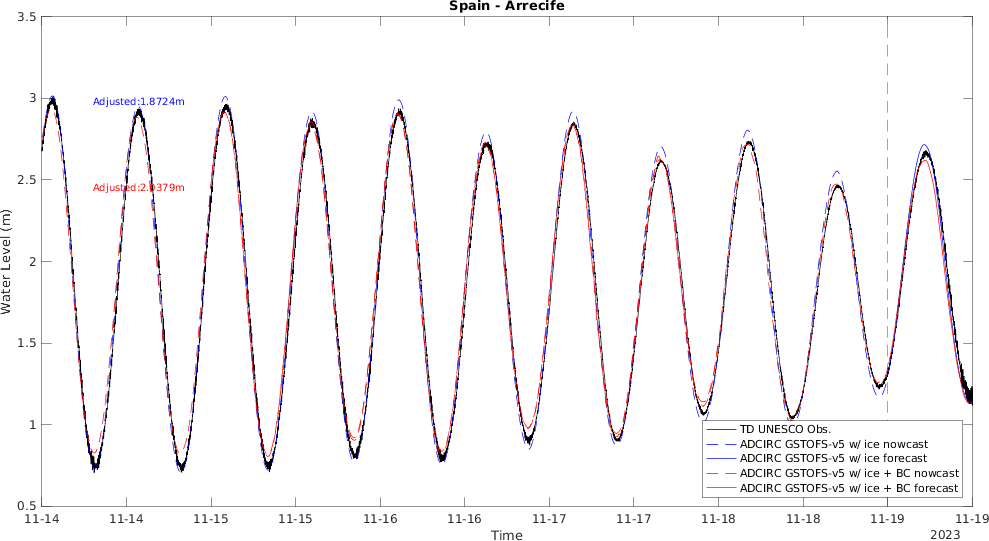 Spain - Arrecife
3.5
3
2.5
2
1.5
1
0.5
Water Level (m)
Adjusted:1.8724m
Adjusted:2.0379m
TD UNESCO Obs.
ADCIRC GSTOFS-v5 w/ ice nowcast
ADCIRC GSTOFS-v5 w/ ice forecast
ADCIRC GSTOFS-v5 w/ ice + BC nowcast
ADCIRC GSTOFS-v5 w/ ice + BC forecast
11-14 11-14 11-15 11-15 11-16 11-16 11-17 11-17 11-18 11-18 11-19 11-19
Time
2023